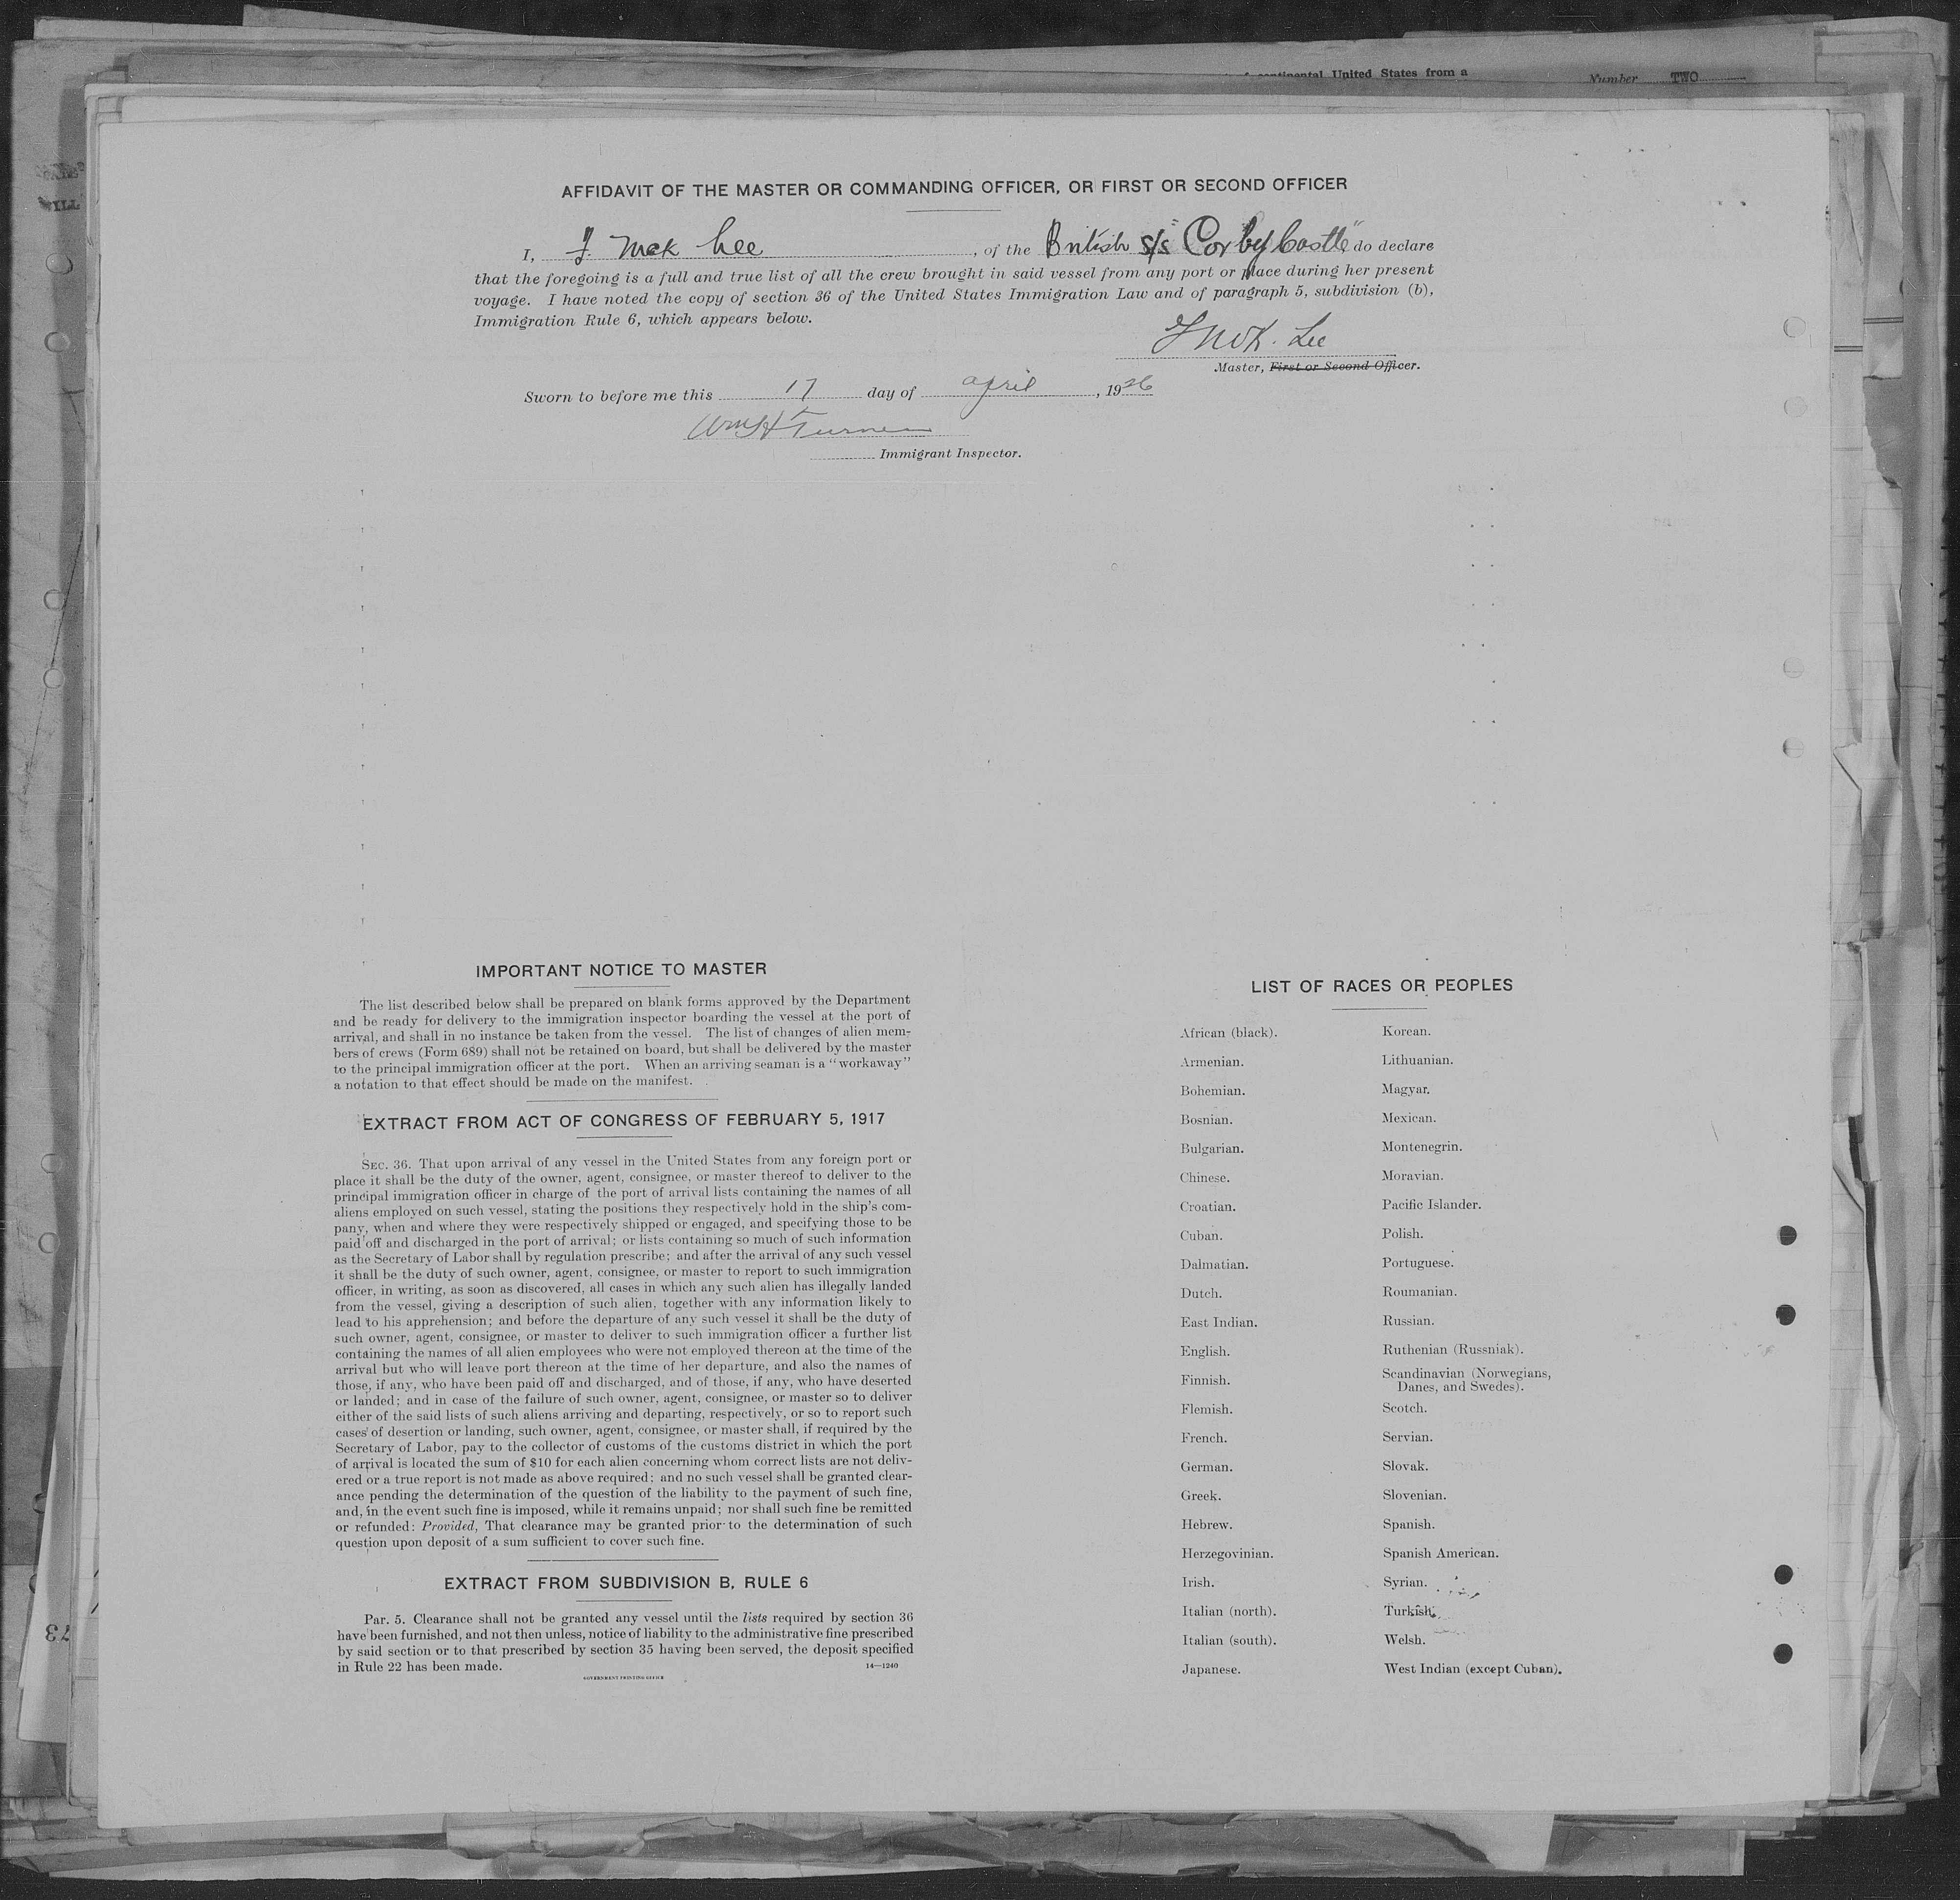 continental United States from a
Number TWO
AFFIDAVIT OF THE MASTER OR COMMANDING OFFICER, OR FIRST OR SECOND OFFICER
I, J. McK Lee, of the British s/s "Corby Castle" do declare
that the foregoing is a full and true list of all the crew brought in said vessel from any port or place during her present
voyage. I have noted the copy of section 36 of the United States Immigration Law and of paragraph 5, subdivision (b),
Immigration Rule 6, which appears below.
J McK. Lee
Master, First or Second Officer.
Sworn to before me this 17 day of April, 1926
Wm H Turner
Immigrant Inspector.
IMPORTANT NOTICE TO MASTER
The list described below shall be prepared on blank forms approved by the Department
and be ready for delivery to the immigration inspector boarding the vessel at the port of
arrival, and shall in no instance be taken from the vessel. The list of changes of alien mem-
bers of crews (Form 689) shall not be retained on board, but shall be delivered by the master
to the principal immigration officer at the port. When an arriving seaman is a "workaway"
a notation to that effect should be made on the manifest.
EXTRACT FROM ACT OF CONGRESS OF FEBRUARY 5, 1917
SEC. 36. That upon arrival of any vessel in the United States from any foreign port or
place it shall be the duty of the owner, agent, consignee, or master thereof to deliver to the
principal immigration officer in charge of the port of arrival lists containing the names of all
aliens employed on such vessel, stating the positions they respectively hold in the ship's com-
pany, when and where they were respectively shipped or engaged, and specifying those to be
paid off and discharged in the port of arrival; or lists containing so much of such information
as the Secretary of Labor shall by regulation prescribe; and after the arrival of any such vessel
it shall be the duty of such owner, agent, consignee, or master to report to such immigration
officer, in writing, as soon as discovered, all cases in which any such alien has illegally landed
from the vessel, giving a description of such alien, together with any information likely to
lead to his apprehension; and before the departure of any such vessel it shall be the duty of
such owner, agent, consignee, or master to deliver to such immigration officer a further list
containing the names of all alien employees who were not employed thereon at the time of the
arrival but who will leave port thereon at the time of her departure, and also the names of
those, if any, who have been paid off and discharged, and of those, if any, who have deserted
or landed; and in case of the failure of such owner, agent, consignee, or master so to deliver
either of the said lists of such aliens arriving and departing, respectively, or so to report such
cases of desertion or landing, such owner, agent, consignee, or master shall, if required by the
Secretary of Labor, pay to the collector of customs of the customs district in which the port
of arrival is located the sum of $10 for each alien concerning whom correct lists are not deliv-
ered or a true report is not made as above required; and no such vessel shall be granted clear-
ance pending the determination of the question of the liability to the payment of such fine,
and, in the event such fine is imposed, while it remains unpaid; nor shall such fine be remitted
or refunded: Provided, That clearance may be granted prior to the determination of such
question upon deposit of a sum sufficient to cover such fine.
EXTRACT FROM SUBDIVISION B, RULE 6
Par. 5. Clearance shall not be granted any vessel until the lists required by section 36
have been furnished, and not then unless, notice of liability to the administrative fine prescribed
by said section or to that prescribed by section 35 having been served, the deposit specified
in Rule 22 has been made.
14—1240
GOVERNMENT PRINTING OFFICE
LIST OF RACES OR PEOPLES
African (black).
Armenian.
Bohemian.
Bosnian.
Bulgarian.
Chinese.
Croatian.
Cuban.
Dalmatian.
Dutch.
East Indian.
English.
Finnish.
Flemish.
French.
German.
Greek.
Hebrew.
Herzegovinian.
Irish.
Italian (north).
Italian (south).
Japanese.
Korean.
Lithuanian.
Magyar.
Mexican.
Montenegrin.
Moravian.
Pacific Islander.
Polish.
Portuguese.
Roumanian.
Russian.
Ruthenian (Russniak).
Scandinavian (Norwegians,
Danes, and Swedes).
Scotch.
Servian.
Slovak.
Slovenian.
Spanish.
Spanish American.
Syrian.
Turkish.
Welsh.
West Indian (except Cuban).
73